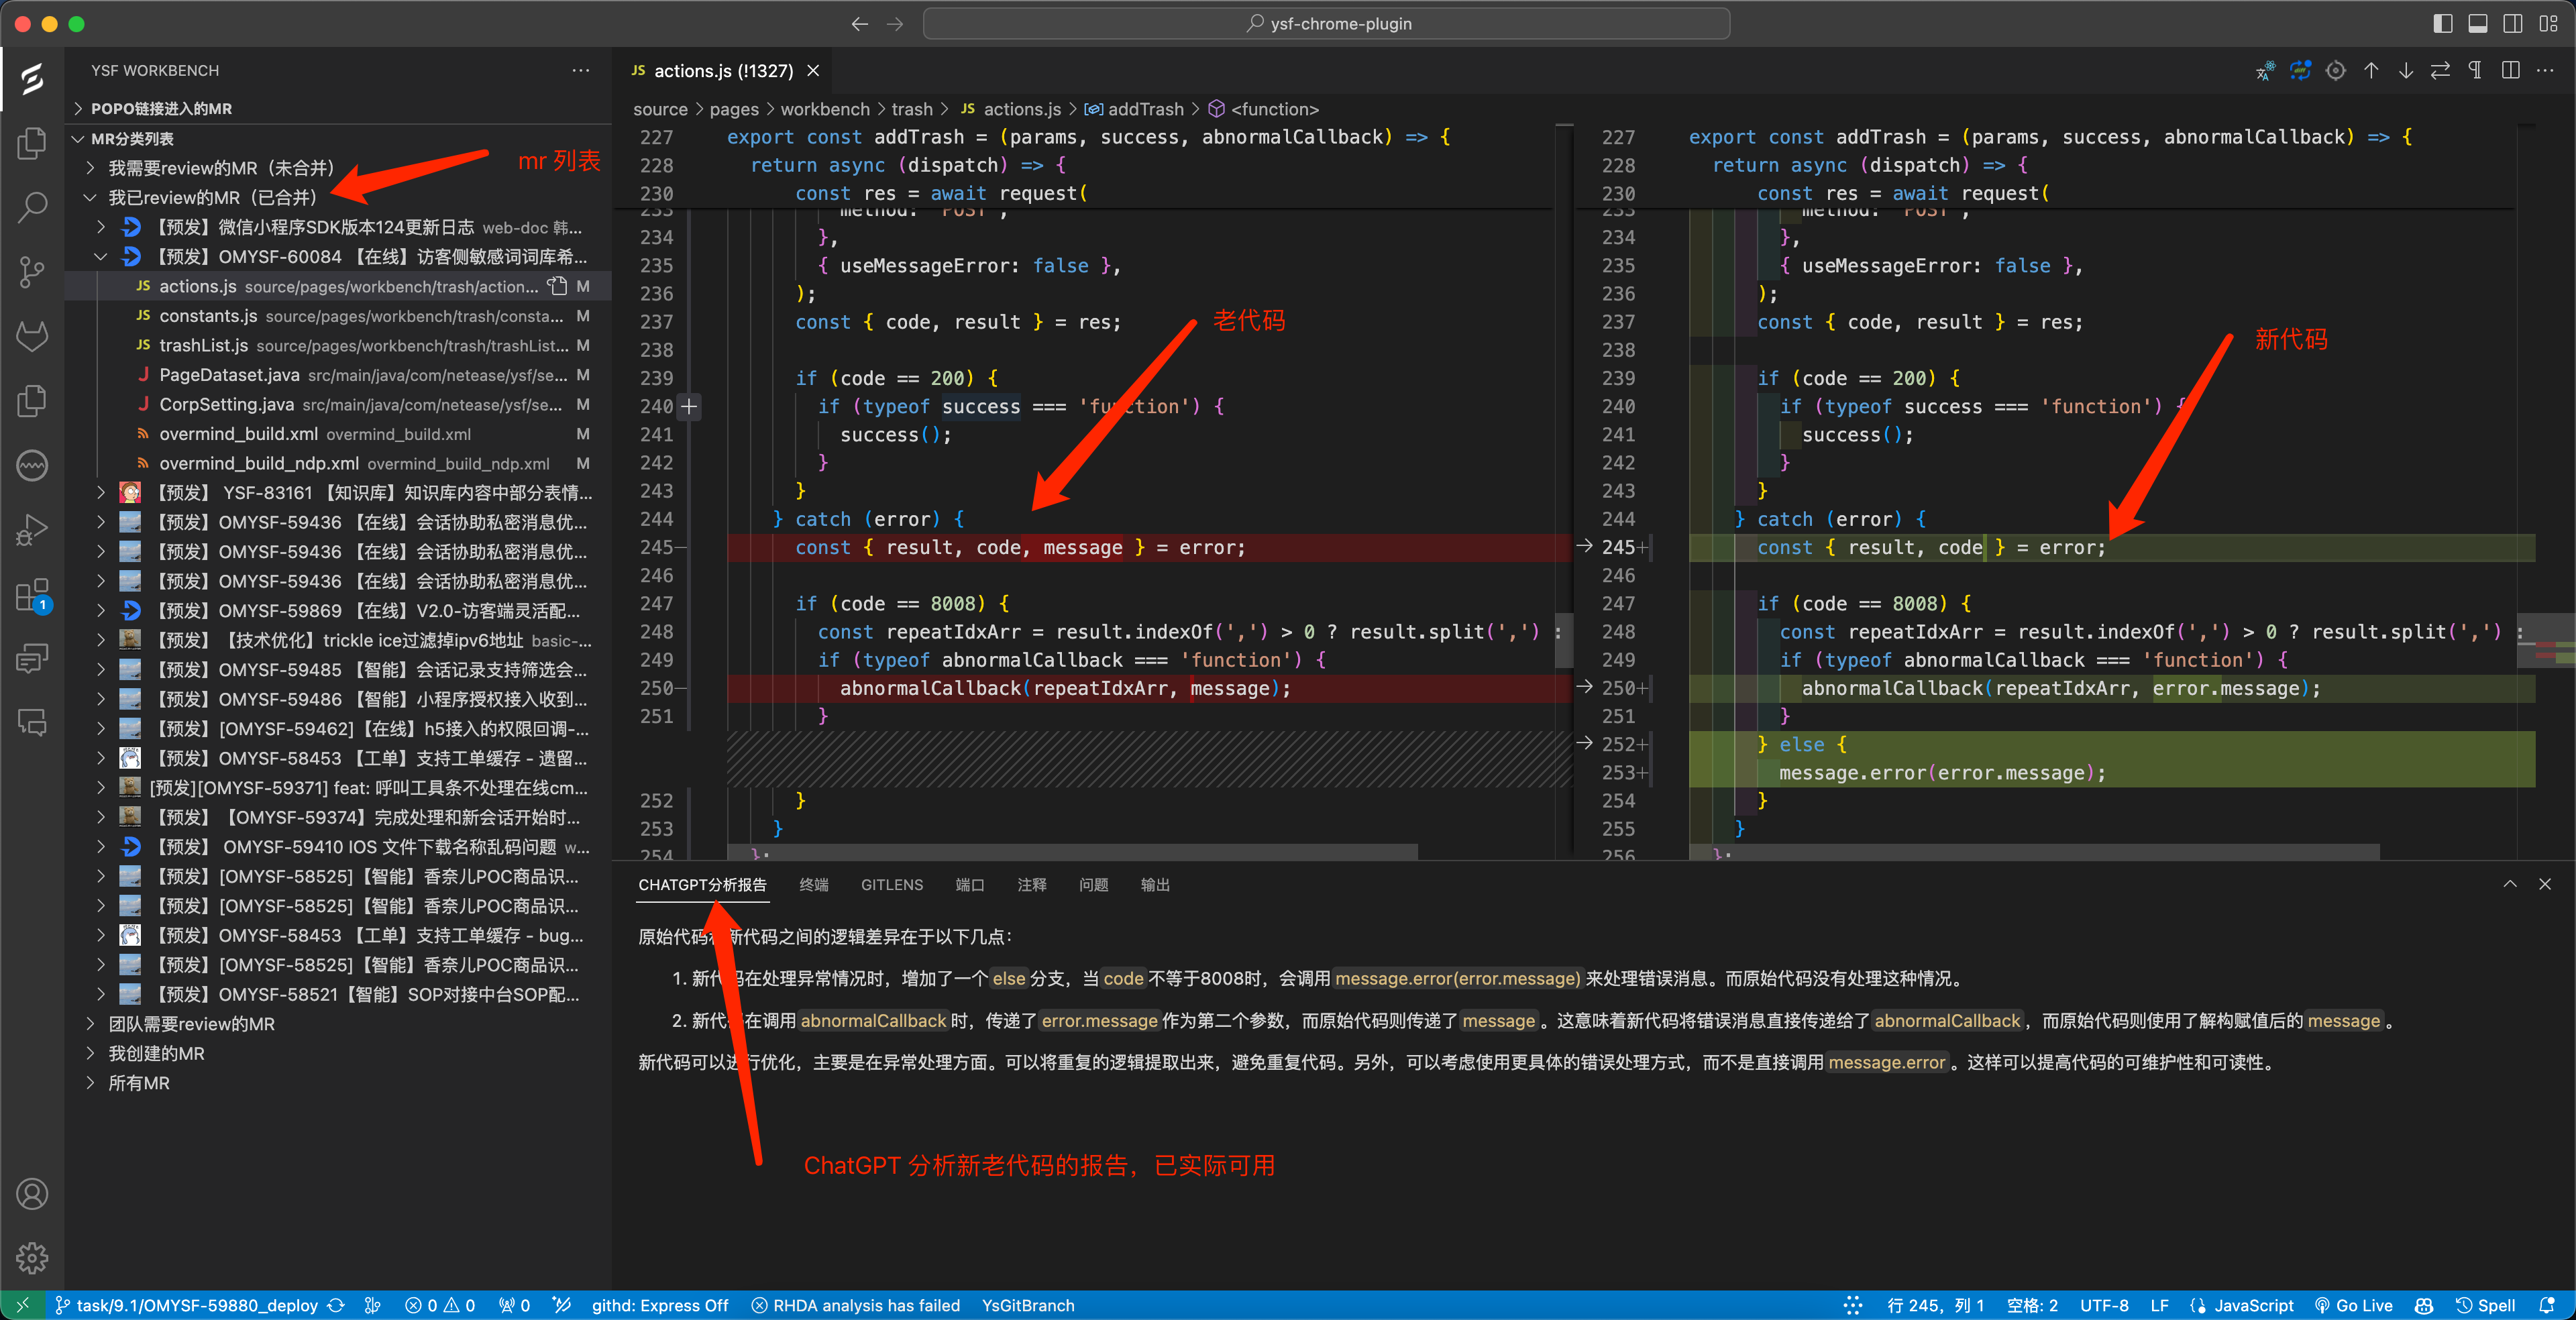 ysf-chrome-plugin
YSF WORKBENCH
POPO链接进入的MR
MR分类列表
我需要review的MR（未合并）
我已review的MR（已合并）
mr 列表
【预发】微信小程序SDK版本124更新日志 web-doc 韩...
【预发】OMYSF-60084 【在线】访客侧敏感词词库希...
JS actions.js source/pages/workbench/trash/action... M
JS constants.js source/pages/workbench/trash/consta... M
JS trashList.js source/pages/workbench/trash/trashList... M
J PageDataset.java src/main/java/com/netease/ysf/se... M
J CorpSetting.java src/main/java/com/netease/ysf/se... M
overmind_build.xml overmind_build.xml M
overmind_build_ndp.xml overmind_build_ndp.xml M
【预发】 YSF-83161 【知识库】知识库内容中部分表情...
【预发】OMYSF-59436 【在线】会话协助私密消息优...
【预发】OMYSF-59436 【在线】会话协助私密消息优...
【预发】OMYSF-59436 【在线】会话协助私密消息优...
【预发】OMYSF-59869 【在线】V2.0-访客端灵活配...
【预发】【技术优化】trickle ice过滤掉ipv6地址 basic-...
【预发】OMYSF-59485 【智能】会话记录支持筛选会...
【预发】OMYSF-59486 【智能】小程序授权接入收到...
【预发】[OMYSF-59462]【在线】h5接入的权限回调-...
【预发】OMYSF-58453 【工单】支持工单缓存 - 遗留...
[预发][OMYSF-59371] feat: 呼叫工具条不处理在线cm...
【预发】【OMYSF-59374】完成处理和新会话开始时...
【预发】 OMYSF-59410 IOS 文件下载名称乱码问题 w...
【预发】[OMYSF-58525]【智能】香奈儿POC商品识...
【预发】[OMYSF-58525]【智能】香奈儿POC商品识...
【预发】OMYSF-58453 【工单】支持工单缓存 - bug...
【预发】[OMYSF-58525]【智能】香奈儿POC商品识...
【预发】OMYSF-58521【智能】SOP对接中台SOP配...
团队需要review的MR
我创建的MR
所有MR
1
JS actions.js (!1327)
source > pages > workbench > trash > JS actions.js > addTrash > <function>
227 export const addTrash = (params, success, abnormalCallback) => {
228 return async (dispatch) => {
230 const res = await request(
233 method: 'POST',
234 },
235 { useMessageError: false },
236 );
237 const { code, result } = res;
238
239 if (code == 200) {
240 if (typeof success === 'function') {
241 success();
242 }
243 }
244 } catch (error) {
245— const { result, code, message } = error;
246
247 if (code == 8008) {
248 const repeatIdxArr = result.indexOf(',') > 0 ? result.split(',') :
249 if (typeof abnormalCallback === 'function') {
250— abnormalCallback(repeatIdxArr, message);
251 }
252 }
253 }
254 };
老代码
227 export const addTrash = (params, success, abnormalCallback) => {
228 return async (dispatch) => {
230 const res = await request(
233 method: 'POST',
234 },
235 { useMessageError: false },
236 );
237 const { code, result } = res;
238
239 if (code == 200) {
240 if (typeof success === 'function') {
241 success();
242 }
243 }
244 } catch (error) {
245+ const { result, code } = error;
246
247 if (code == 8008) {
248 const repeatIdxArr = result.indexOf(',') > 0 ? result.split(',') :
249 if (typeof abnormalCallback === 'function') {
250+ abnormalCallback(repeatIdxArr, error.message);
251 }
252+ } else {
253+ message.error(error.message);
254 }
255 }
256 };
新代码
CHATGPT分析报告 终端 GITLENS 端口 注释 问题 输出
原始代码 新代码之间的逻辑差异在于以下几点：
1. 新代 在处理异常情况时，增加了一个 else 分支，当 code 不等于8008时，会调用 message.error(error.message) 来处理错误消息。而原始代码没有处理这种情况。
2. 新代 在调用 abnormalCallback 时，传递了 error.message 作为第二个参数，而原始代码则传递了 message 。这意味着新代码将错误消息直接传递给了 abnormalCallback ，而原始代码则使用了解构赋值后的 message 。
新代码可以进行优化，主要是在异常处理方面。可以将重复的逻辑提取出来，避免重复代码。另外，可以考虑使用更具体的错误处理方式，而不是直接调用 message.error 。这样可以提高代码的可维护性和可读性。
ChatGPT 分析新老代码的报告，已实际可用
task/9.1/OMYSF-59880_deploy 0 0 0 githd: Express Off RHDA analysis has failed YsGitBranch 行 245，列 1 空格: 2 UTF-8 LF JavaScript Go Live Spell